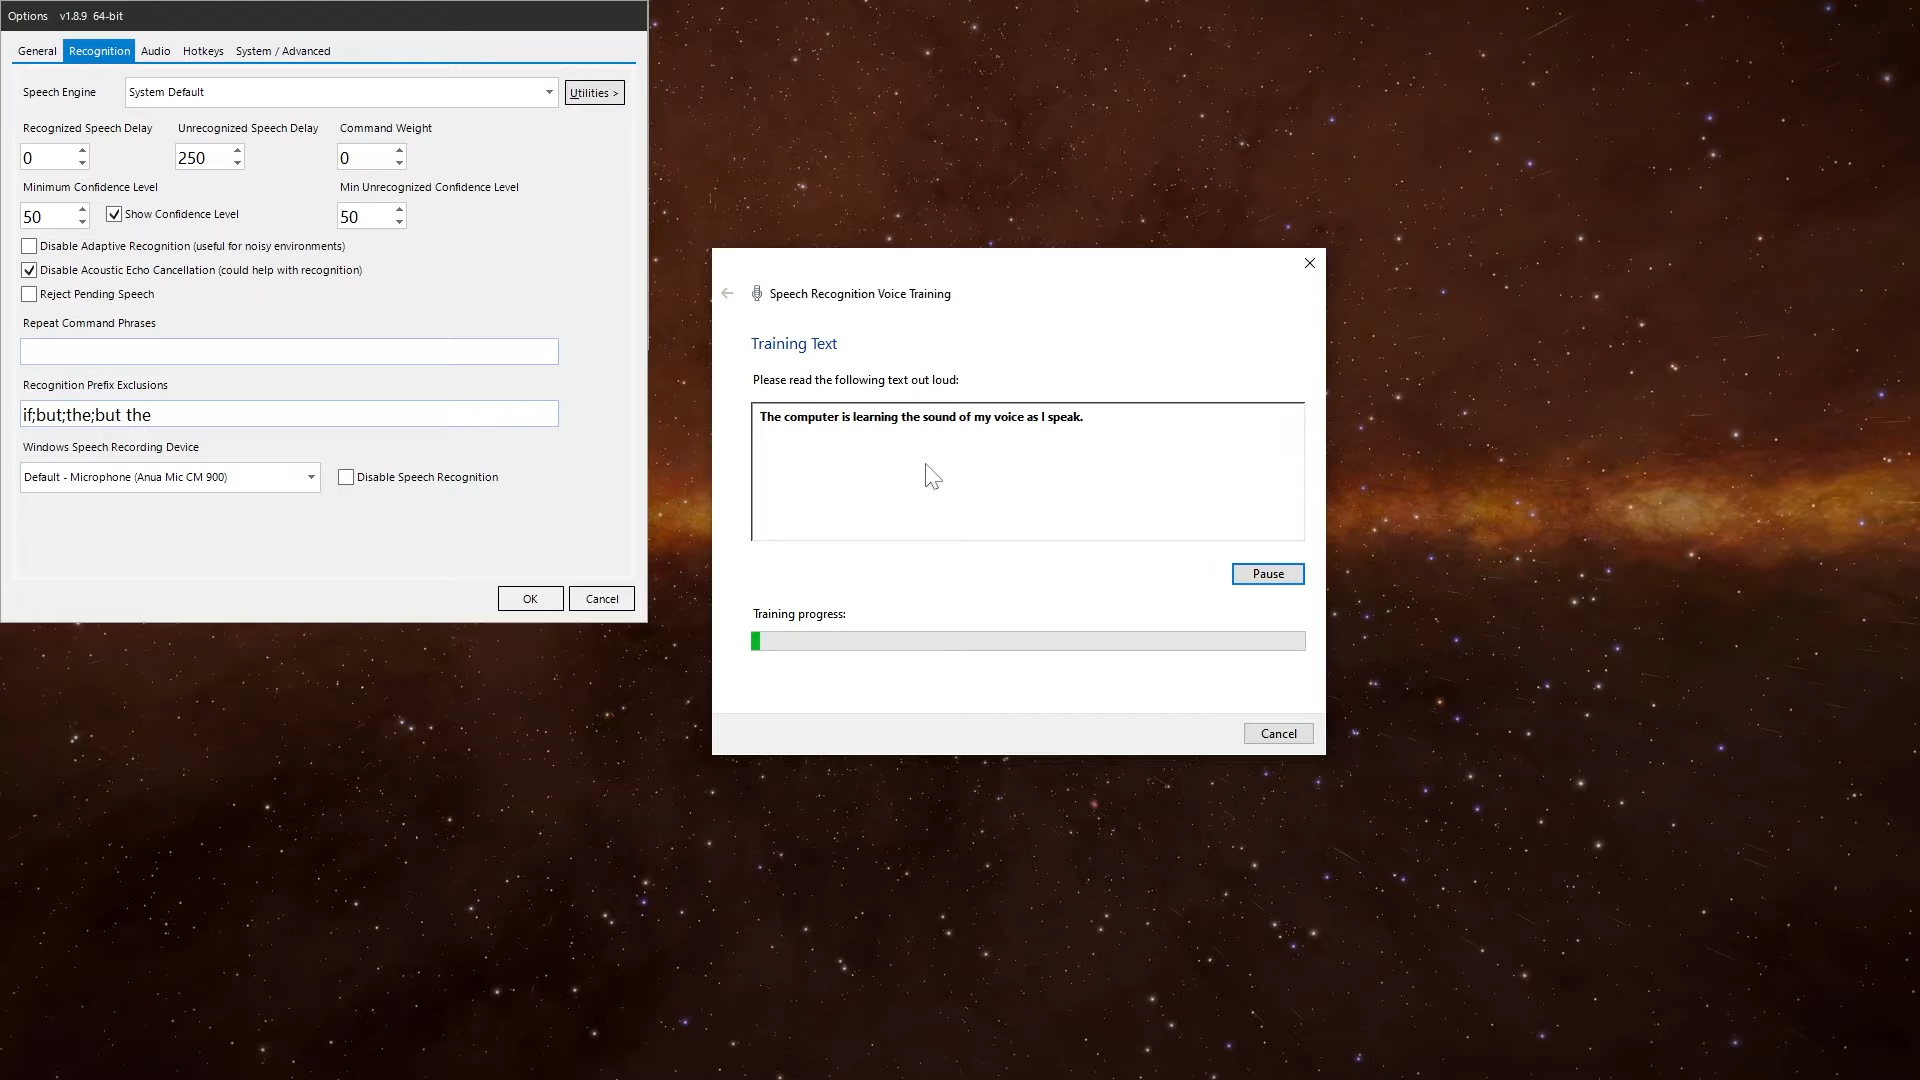 Options v1.8.9 64-bit
General Recognition Audio Hotkeys System / Advanced
Speech Engine System Default Utilities >
Recognized Speech Delay Unrecognized Speech Delay Command Weight
0 250 0
Minimum Confidence Level Min Unrecognized Confidence Level
50 Show Confidence Level 50
Disable Adaptive Recognition (useful for noisy environments)
Disable Acoustic Echo Cancellation (could help with recognition)
Reject Pending Speech
Repeat Command Phrases
Recognition Prefix Exclusions
if;but;the;but the
Windows Speech Recording Device
Default - Microphone (Anua Mic CM 900) Disable Speech Recognition
OK Cancel
Speech Recognition Voice Training
Training Text
Please read the following text out loud:
The computer is learning the sound of my voice as I speak.
Pause
Training progress:
Cancel